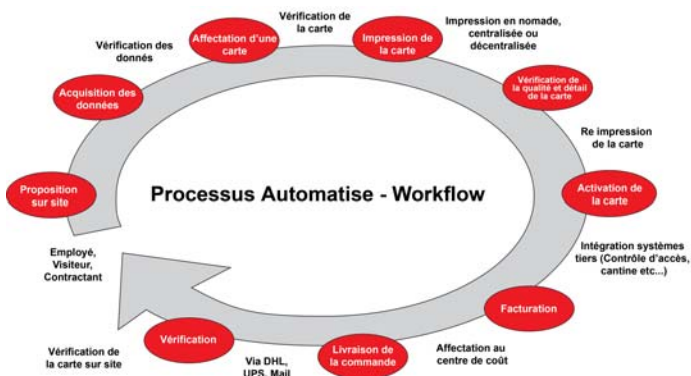 Vérification de
la carte
Affectation d'une
carte
Impression de
la carte
Impression en nomade,
centralisée ou
décentralisée
Vérification des
donnés
Acquisition des
données
Vérification de
la qualité et détail
de la carte
Re impression
de la carte
Proposition
sur site
Processus Automatise - Workflow
Activation de
la carte
Employé,
Visiteur,
Contractant
Intégration systèmes
tiers (Contrôle d'accès,
cantine etc...)
Facturation
Vérification
Livraison de
la commande
Affectation au
centre de coût
Vérification de
la carte sur site
Via DHL,
UPS, Mail